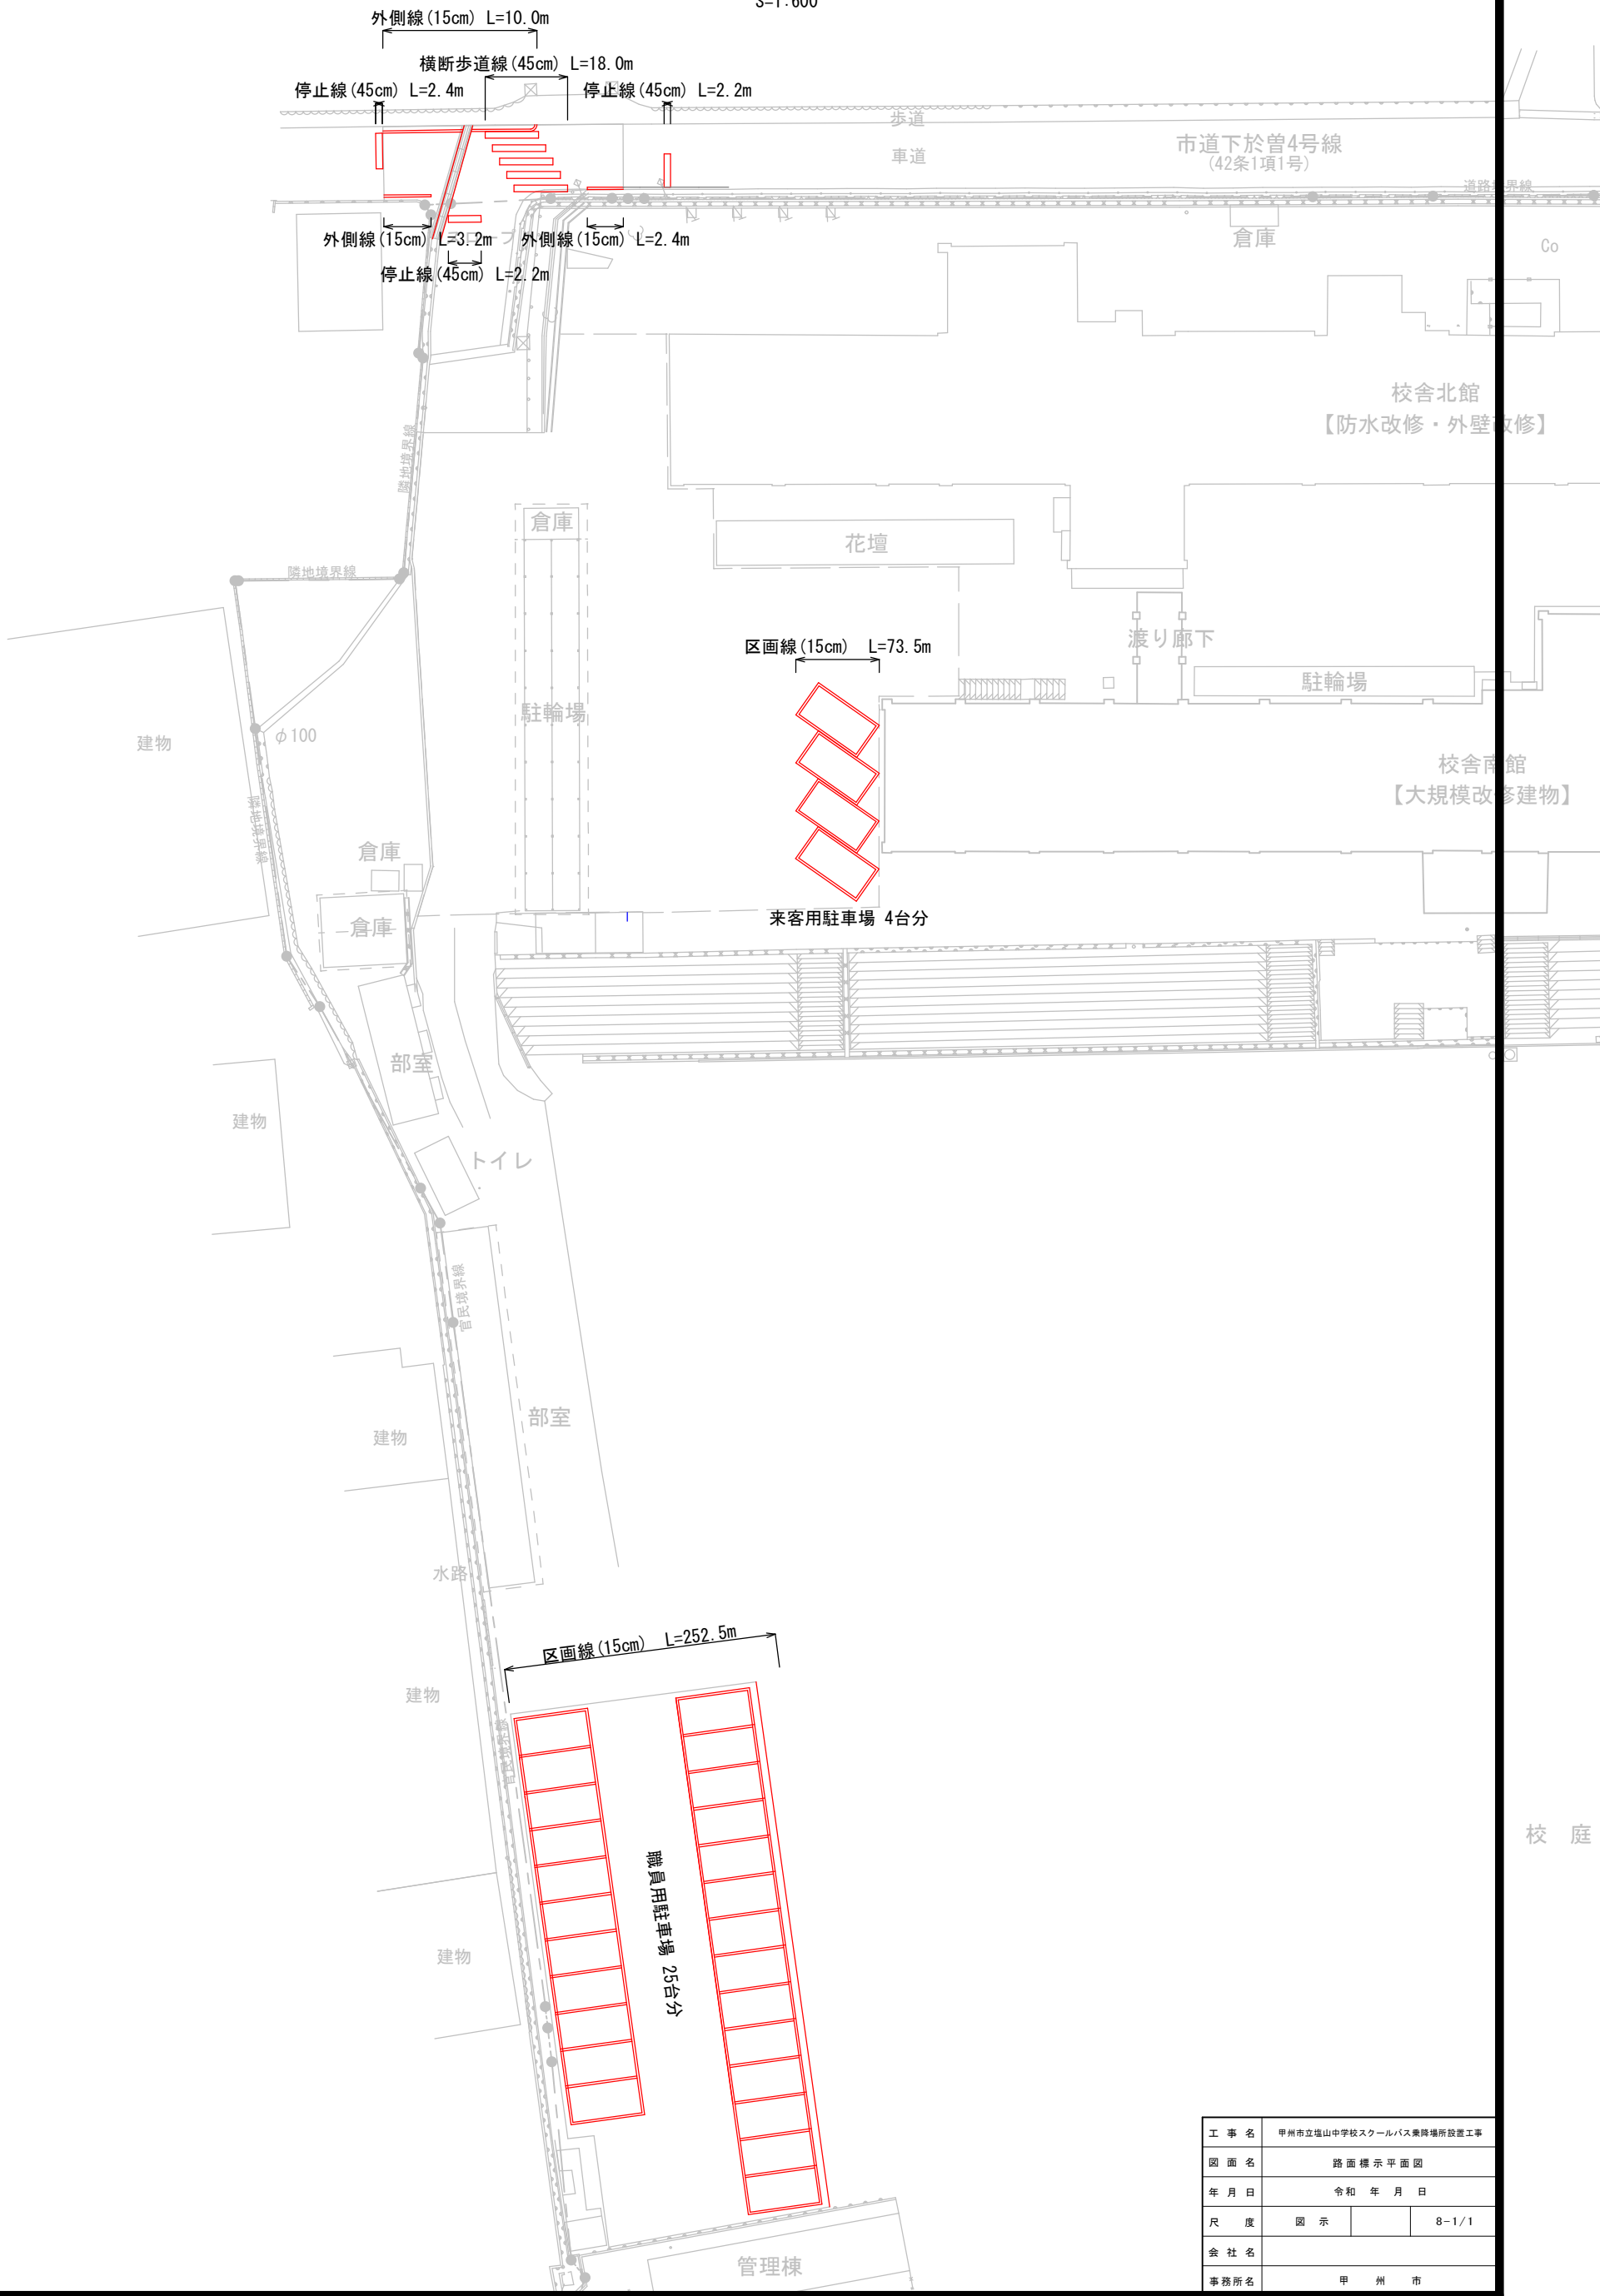 S=1:600
外側線(15cm) L=10.0m
横断歩道線(45cm) L=18.0m
停止線(45cm) L=2.4m
停止線(45cm) L=2.2m
歩道
車道
市道下於曽4号線
(42条1項1号)
道路境界線
外側線(15cm) L=3.2m
外側線(15cm) L=2.4m
停止線(45cm) L=2.2m
倉庫
Co
校舎北館
【防水改修・外壁改修】
隣地境界線
倉庫
花壇
隣地境界線
渡り廊下
区画線(15cm) L=73.5m
駐輪場
駐輪場
φ100
建物
校舎南館
【大規模改修建物】
隣地境界線
倉庫
倉庫
来客用駐車場 4台分
部室
建物
トイレ
官民境界線
部室
建物
水路
区画線(15cm) L=252.5m
建物
官民境界線
職員用駐車場 25台分
校 庭
建物
管理棟
工事名 甲州市立塩山中学校スクールバス乗降場所設置工事
図面名 路面標示平面図
年月日 令和 年 月 日
尺度 図示 8-1/1
会社名
事務所名 甲州市